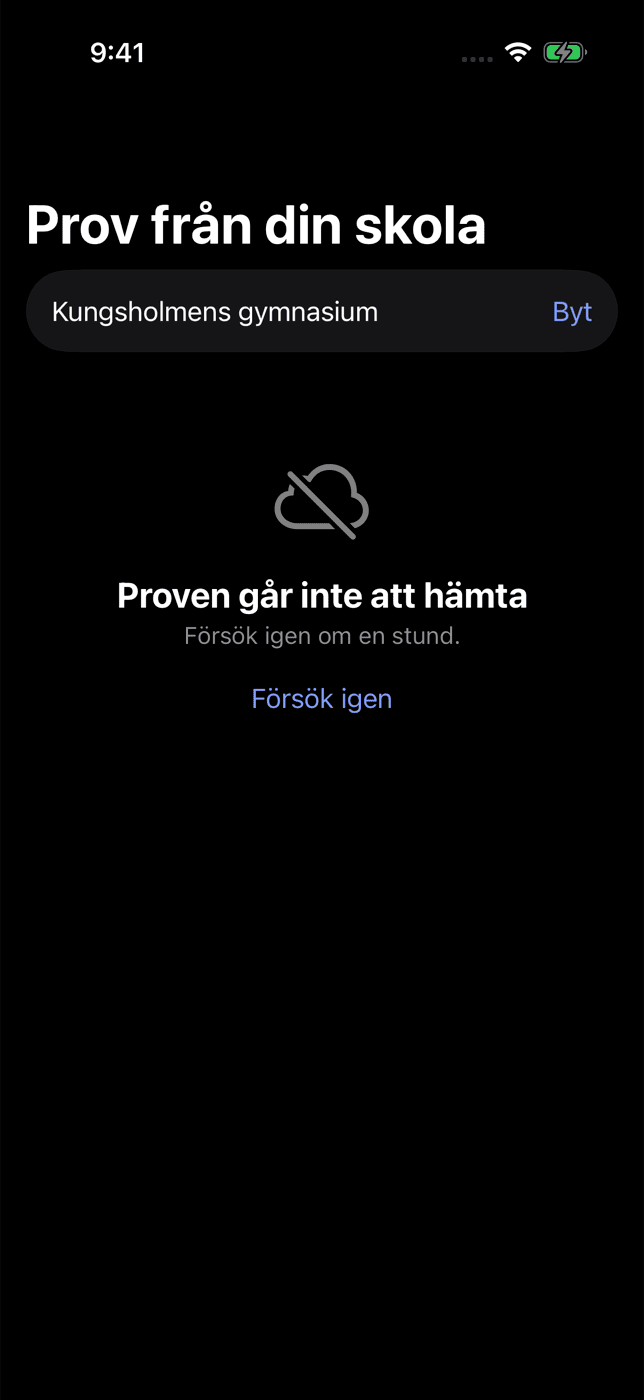 9:41
Prov från din skola
Kungsholmens gymnasium Byt
Proven går inte att hämta
Försök igen om en stund.
Försök igen